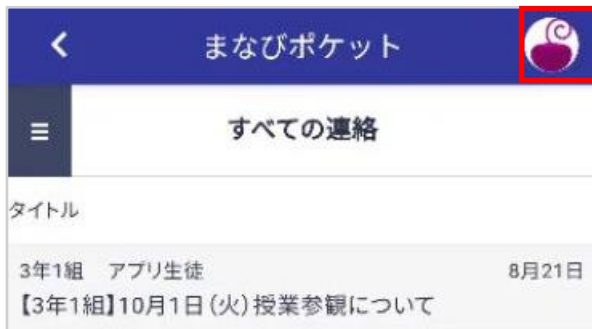 まなびポケット
すべての連絡
タイトル
3年1組 アプリ生徒 8月21日
【3年1組】10月1日(火)授業参観について